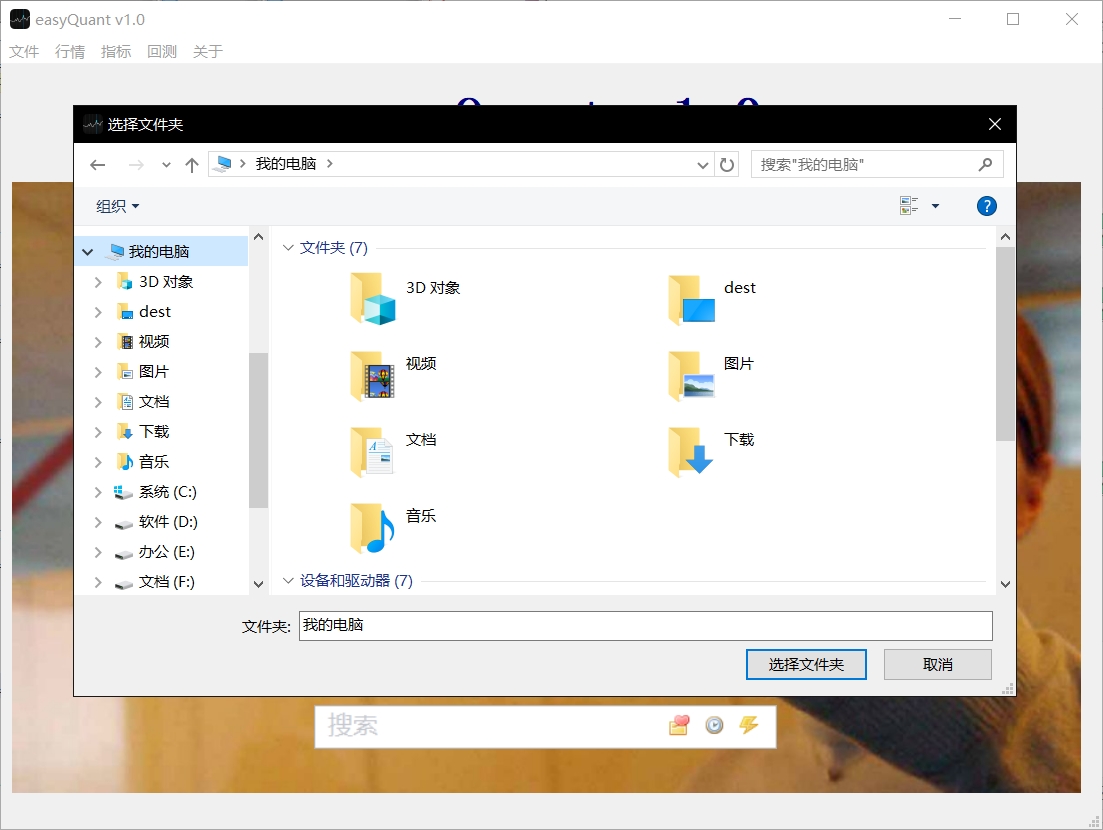 easyQuant v1.0
文件 行情 指标 回测 关于
选择文件夹
我的电脑
搜索"我的电脑"
组织
我的电脑
3D 对象
dest
视频
图片
文档
下载
音乐
系统 (C:)
软件 (D:)
办公 (E:)
文档 (F:)
文件夹 (7)
3D 对象
dest
视频
图片
文档
下载
音乐
设备和驱动器 (7)
文件夹:
我的电脑
选择文件夹
取消
搜索